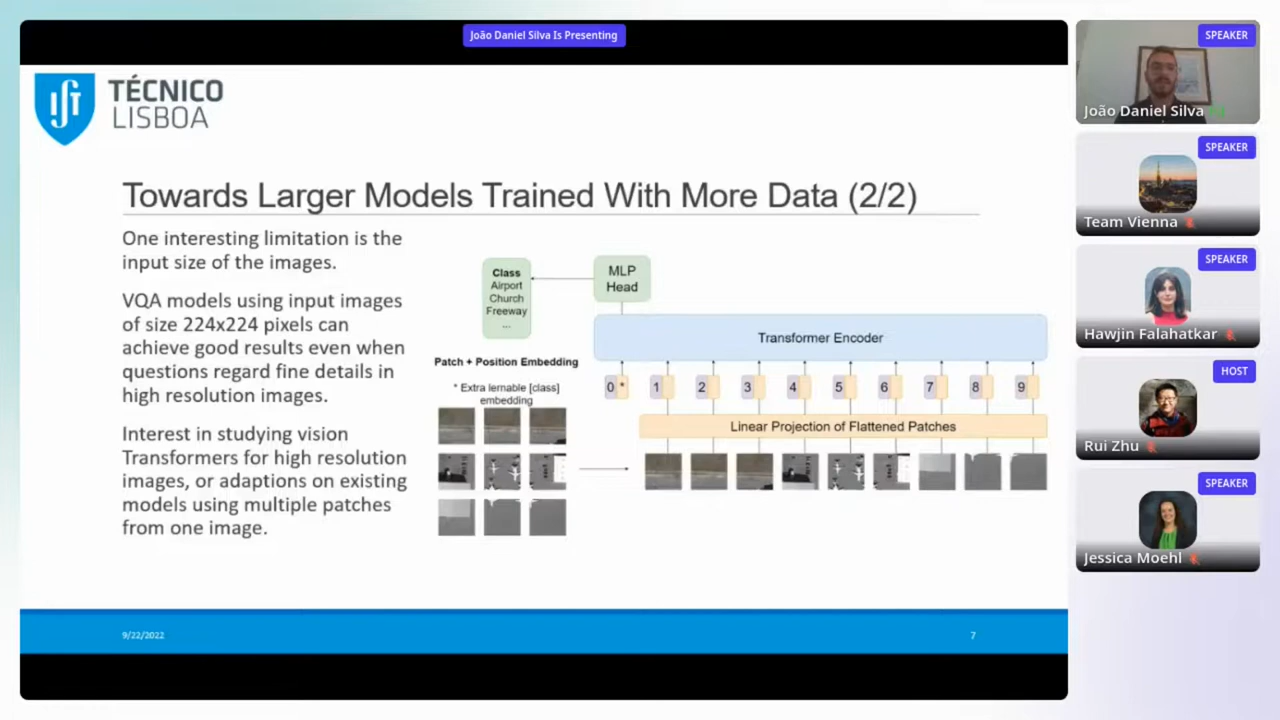 João Daniel Silva Is Presenting
TÉCNICO
LISBOA
Towards Larger Models Trained With More Data (2/2)
One interesting limitation is the
input size of the images.
VQA models using input images
of size 224x224 pixels can
achieve good results even when
questions regard fine details in
high resolution images.
Interest in studying vision
Transformers for high resolution
images, or adaptions on existing
models using multiple patches
from one image.
Class
Airport
Church
Freeway
...
MLP
Head
Transformer Encoder
Patch + Position Embedding
* Extra lernable [class]
embedding
0 * 1 2 3 4 5 6 7 8 9
Linear Projection of Flattened Patches
9/22/2022
7
SPEAKER
João Daniel Silva
SPEAKER
Team Vienna
SPEAKER
Hawjin Falahatkar
HOST
Rui Zhu
SPEAKER
Jessica Moehl